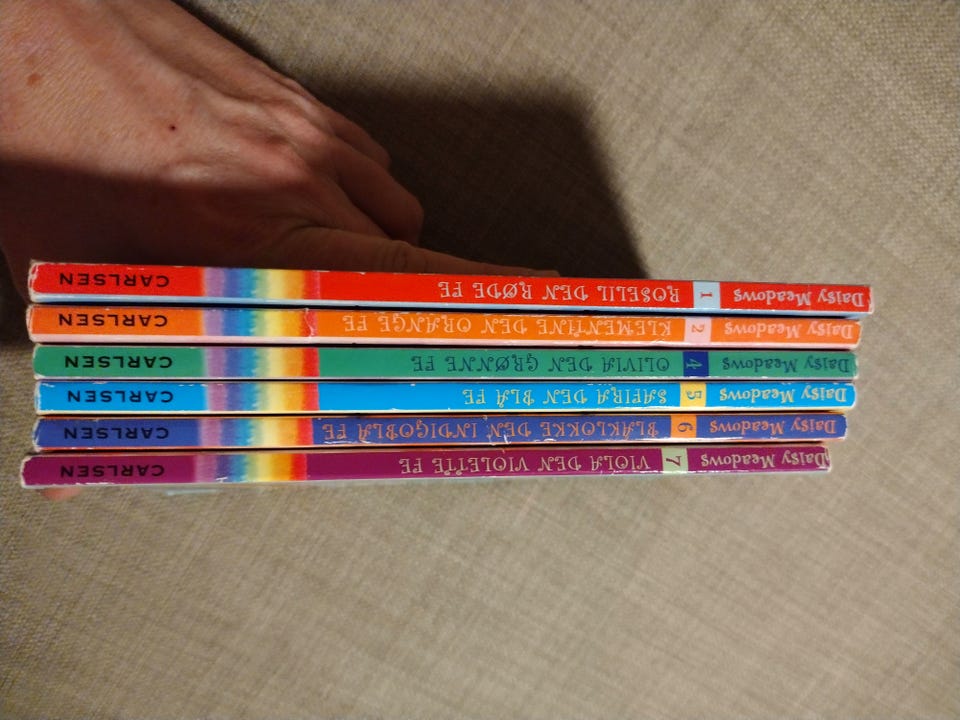 Daisy Meadows 1 ROSELIL DEN RØDE FE CARLSEN
Daisy Meadows 2 KLEMENTINE DEN ORANGE FE CARLSEN
Daisy Meadows 4 OLIVIA DEN GRØNNE FE CARLSEN
Daisy Meadows 5 SAFIRA DEN BLÅ FE CARLSEN
Daisy Meadows 6 BLÅKLOKKE DEN INDIGOBLÅ FE CARLSEN
Daisy Meadows 7 VIOLA DEN VIOLETTE FE CARLSEN